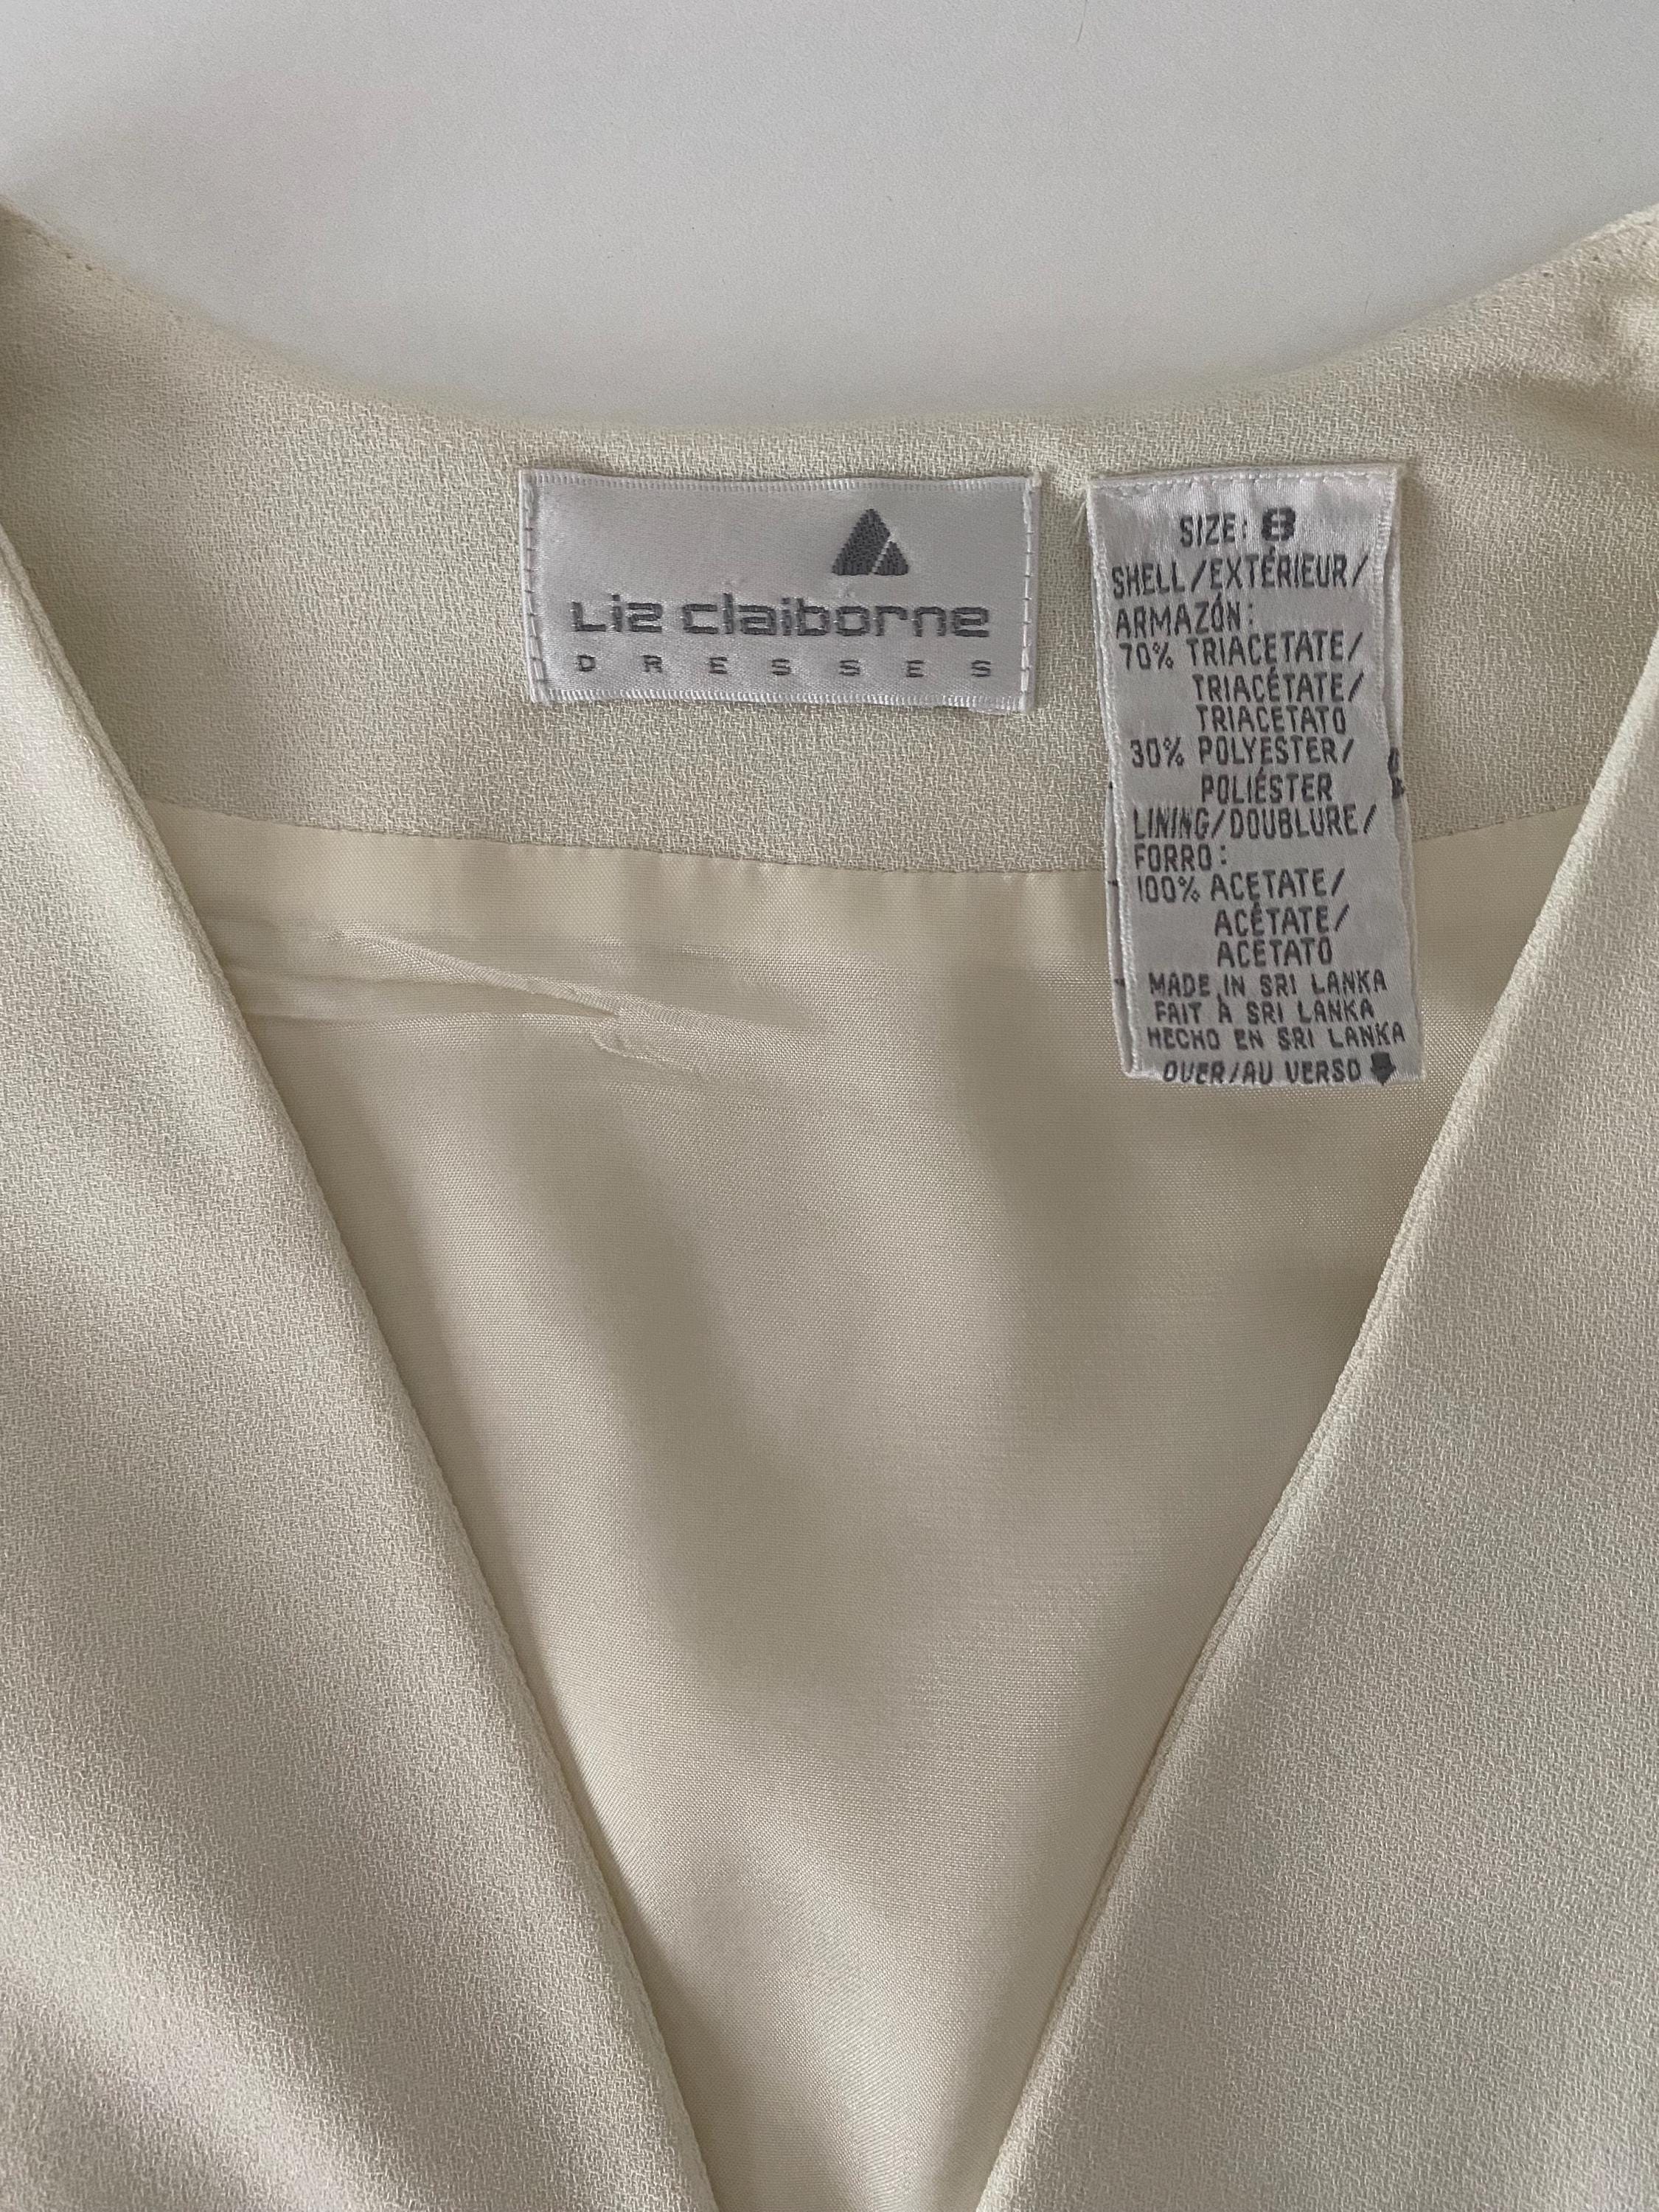 Liz claiborne
DRESSES
SIZE: 8
SHELL/EXTÉRIEUR/
ARMAZÓN:
70% TRIACETATE/
TRIACÉTATE/
TRIACETATO
30% POLYESTER/
POLIÉSTER
LINING/DOUBLURE/
FORRO:
100% ACETATE/
ACÉTATE/
ACETATO
MADE IN SRI LANKA
FAIT À SRI LANKA
HECHO EN SRI LANKA
OVER/AU VERSO